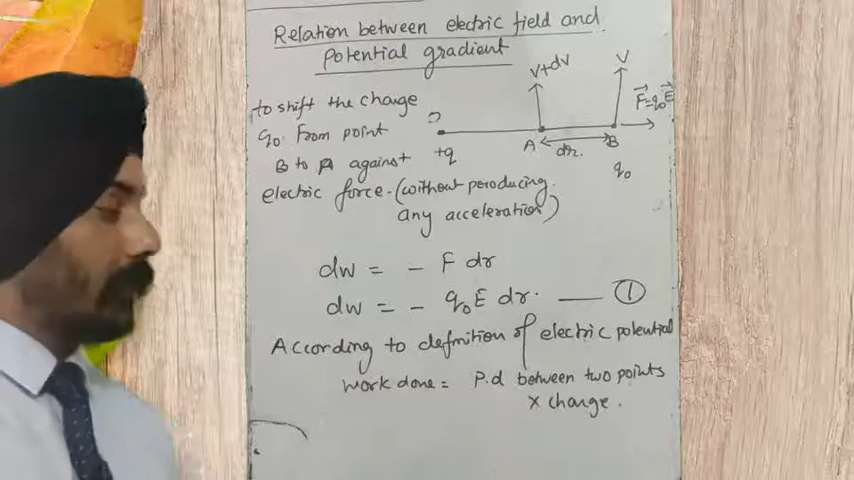 Relation between electric field and
Potential gradient
V+dV
V
to shift the charge
q₀ From point
B to A against
electric force. (without peroducing
any acceleration)
O
+q
A
dr.
B
F⃗=q₀E⃗
q₀
dw = - F dr
dw = - q₀E dr. —— ①
According to definition of electric potential
work done = P.d between two points
× charge.